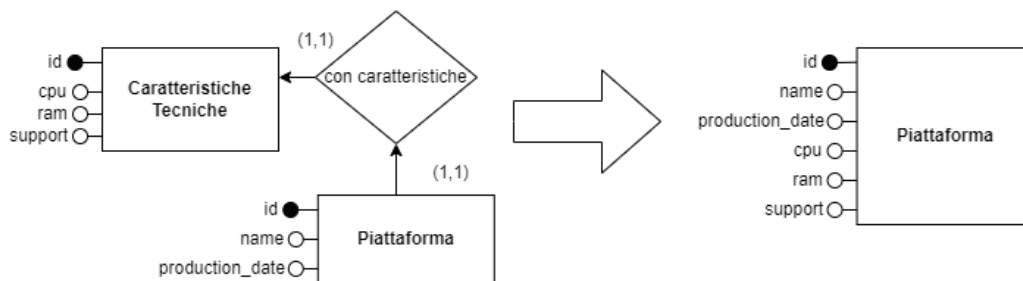 (1,1)
id
cpu
ram
support
Caratteristiche
Tecniche
con caratteristiche
(1,1)
id
name
production_date
Piattaforma
id
name
production_date
cpu
ram
support
Piattaforma